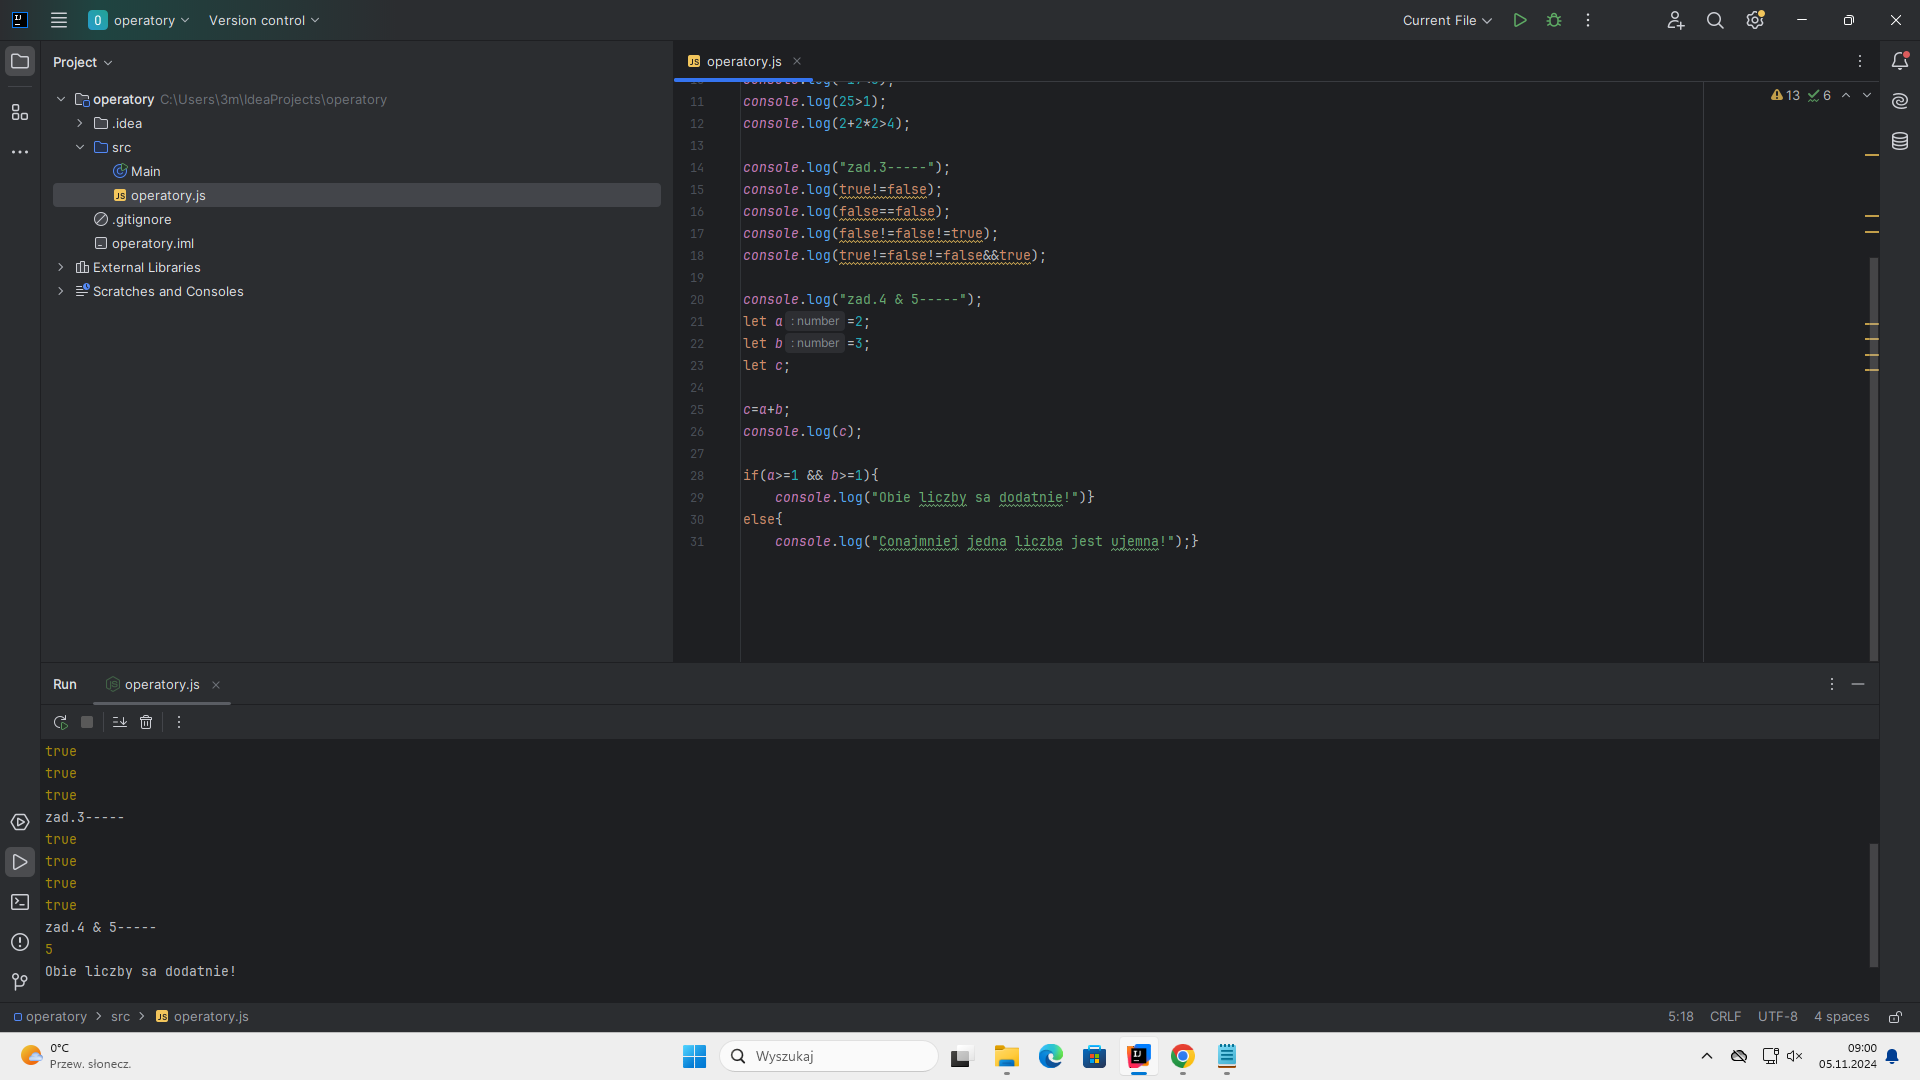 operatory
Version control
Current File
Project
operatory C:\Users\3m\IdeaProjects\operatory
.idea
src
Main
operatory.js
.gitignore
operatory.iml
External Libraries
Scratches and Consoles
operatory.js
13 6
11 console.log(25>1);
12 console.log(2+2*2>4);
13
14 console.log("zad.3-----");
15 console.log(true!=false);
16 console.log(false==false);
17 console.log(false!=false!=true);
18 console.log(true!=false!=false&&true);
19
20 console.log("zad.4 & 5-----");
21 let a : number =2;
22 let b : number =3;
23 let c;
24
25 c=a+b;
26 console.log(c);
27
28 if(a>=1 && b>=1){
29 console.log("Obie liczby sa dodatnie!")}
30 else{
31 console.log("Conajmniej jedna liczba jest ujemna!");}
Run operatory.js
true
true
true
zad.3-----
true
true
true
true
zad.4 & 5-----
5
Obie liczby sa dodatnie!
operatory > src > operatory.js
5:18 CRLF UTF-8 4 spaces
0°C
Przew. słonecz.
Wyszukaj
09:00
05.11.2024